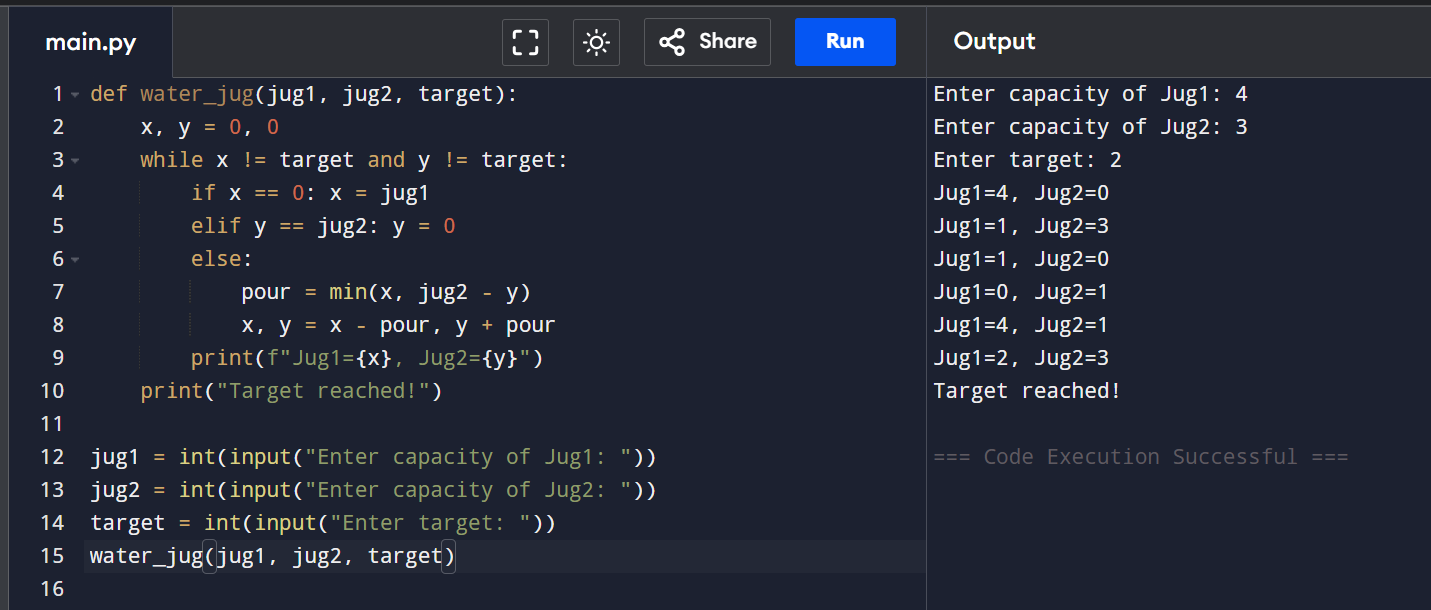 main.py
Share
Run
Output
1 def water_jug(jug1, jug2, target):
2     x, y = 0, 0
3     while x != target and y != target:
4         if x == 0: x = jug1
5         elif y == jug2: y = 0
6         else:
7             pour = min(x, jug2 - y)
8             x, y = x - pour, y + pour
9         print(f"Jug1={x}, Jug2={y}")
10     print("Target reached!")
11
12 jug1 = int(input("Enter capacity of Jug1: "))
13 jug2 = int(input("Enter capacity of Jug2: "))
14 target = int(input("Enter target: "))
15 water_jug(jug1, jug2, target)
16
Enter capacity of Jug1: 4
Enter capacity of Jug2: 3
Enter target: 2
Jug1=4, Jug2=0
Jug1=1, Jug2=3
Jug1=1, Jug2=0
Jug1=0, Jug2=1
Jug1=4, Jug2=1
Jug1=2, Jug2=3
Target reached!
=== Code Execution Successful ===